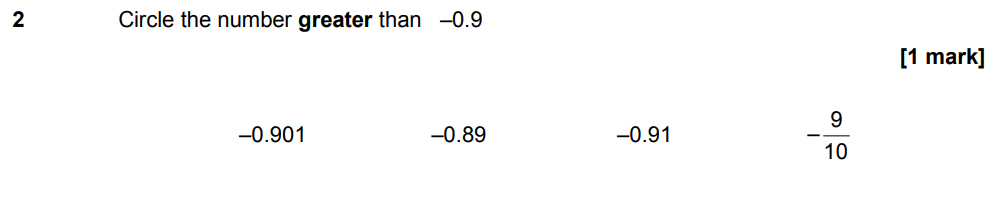 2 Circle the number greater than –0.9
[1 mark]
–0.901 –0.89 –0.91 –9/10